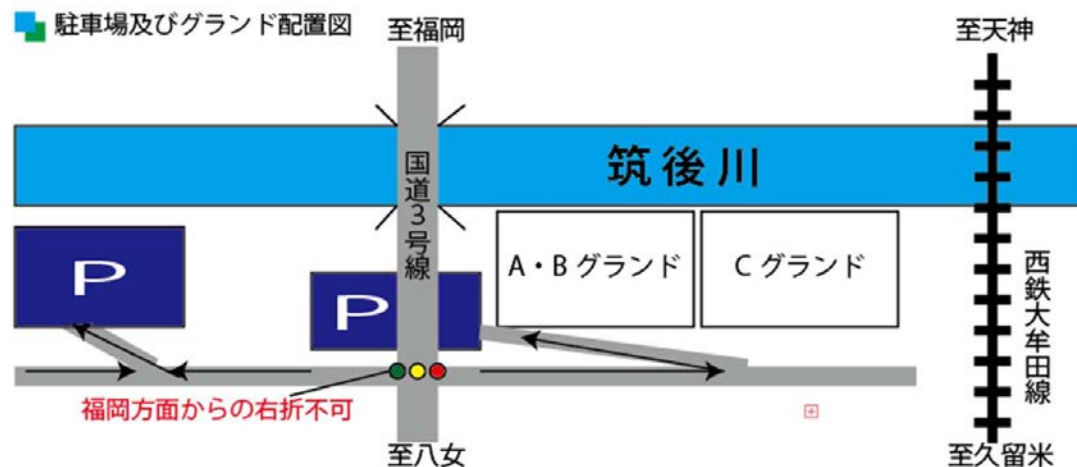 駐車場及びグランド配置図
至福岡
至天神
国道3号線
筑後川
P
P
A・Bグランド
Cグランド
西鉄大牟田線
福岡方面からの右折不可
至八女
至久留米